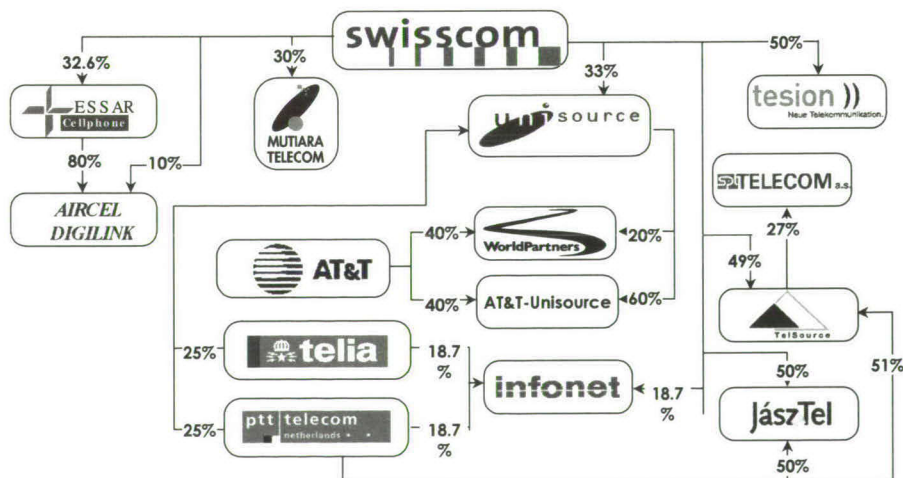 swisscom
32.6%
30%
33%
50%
ESSAR
Cellphone
MUTIARA
TELECOM
unisource
tesion ))
Neue Telekommunikation.
80%
10%
AIRCEL
DIGILINK
SPT TELECOM a.s.
27%
40%
WorldPartners
20%
AT&T
49%
40%
AT&T-Unisource
60%
TelSource
25%
telia
18.7
%
infonet
18.7
%
50%
51%
JászTel
25%
ptt telecom
netherlands
18.7
%
50%